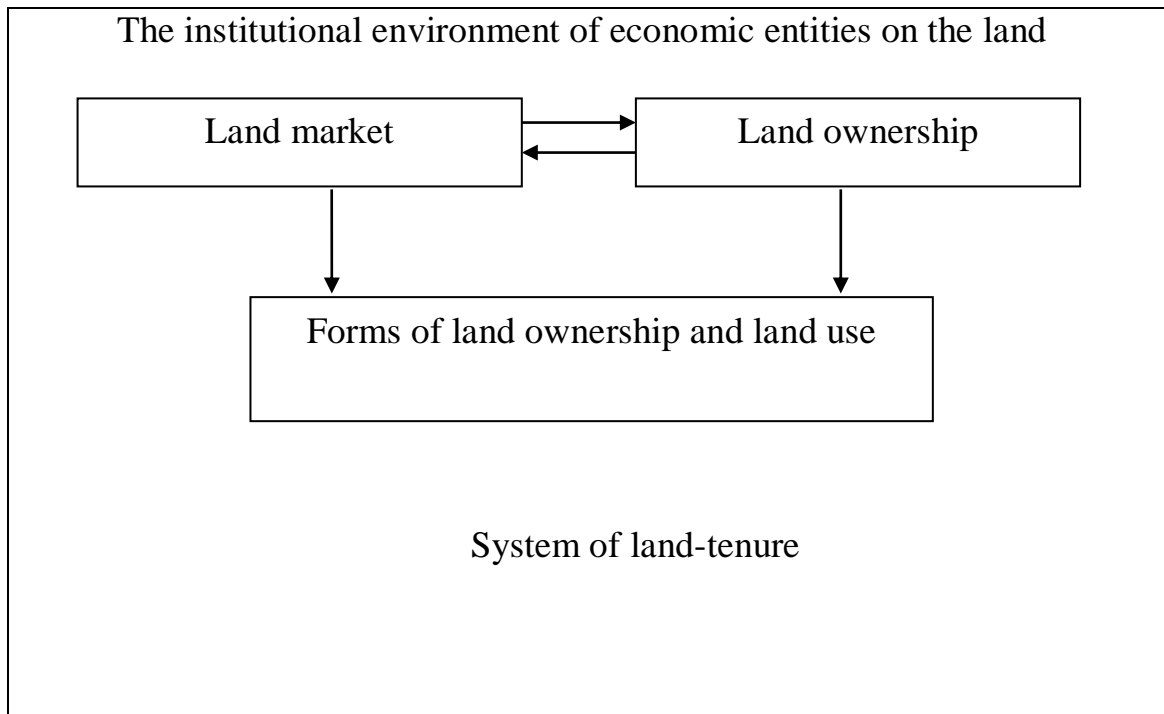 The institutional environment of economic entities on the land
Land market
Land ownership
Forms of land ownership and land use
System of land-tenure